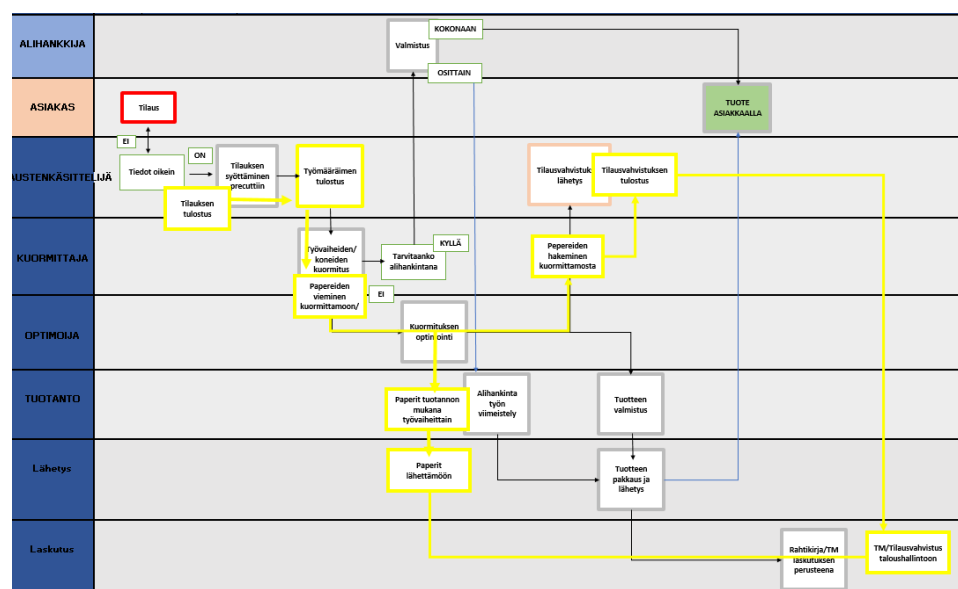 ALIHANKKIJA
Valmistus
KOKONAAN
OSITTAIN
ASIAKAS
Tilaus
TUOTE
ASIAKKAALLA
EI
ON
AUSTENKÄSITTELIJÄ
Tiedot oikein
Tilauksen
syöttäminen
precuttiin
Työmääräimen
tulostus
Tilauksen
tulostus
Tilausvahvistuk
lähetys
Tilausvahvistuksen
tulostus
KUORMITTAJA
Työvaiheiden/
koneiden
kuormitus
Tarvitaanko
alihankintana
KYLLÄ
Papereiden
vieminen
kuormittamoon/
EI
Pepereiden
hakeminen
kuormittamosta
OPTIMOIJA
Kuormituksen
optimointi
TUOTANTO
Paperit tuotannon
mukana
työvaiheittain
Alihankinta
työn
viimeistely
Tuotteen
valmistus
Lähetys
Paperit
lähettämöön
Tuotteen
pakkaus ja
lähetys
Laskutus
Rahtikirja/TM
laskutuksen
perusteena
TM/Tilausvahvistus
taloushallintoon